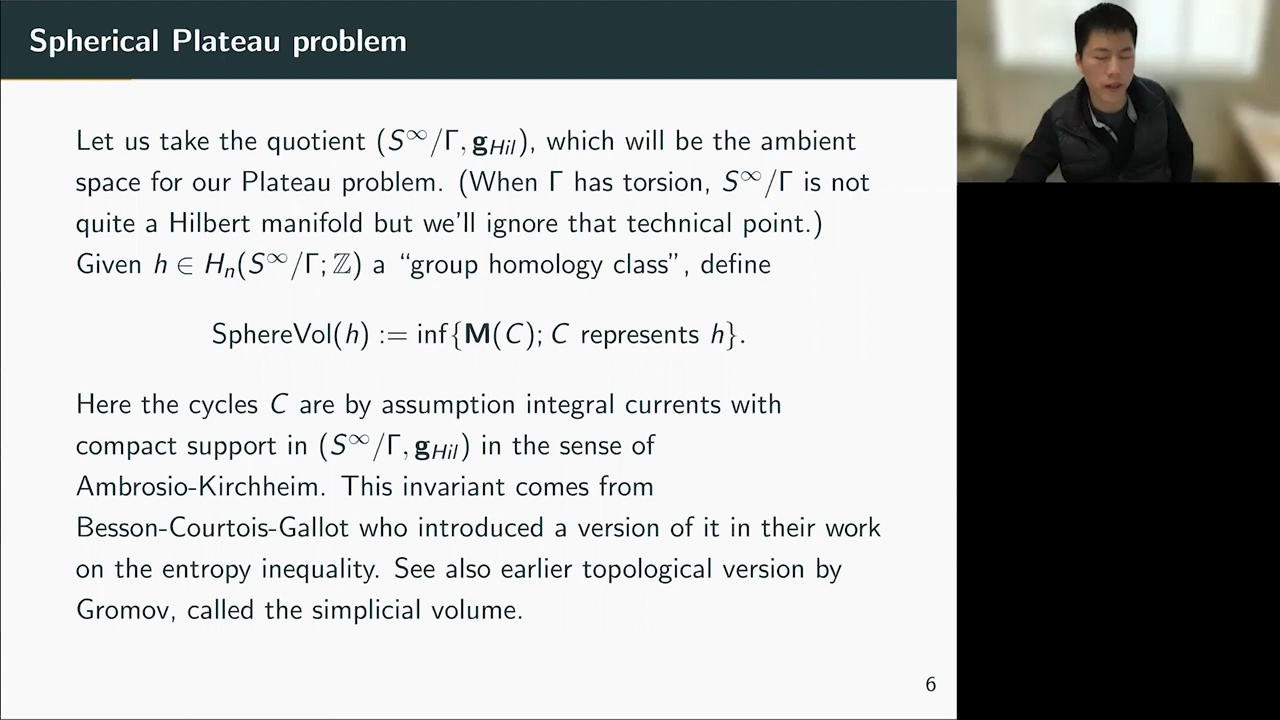 Spherical Plateau problem
Let us take the quotient (S^∞/Γ, g_Hil), which will be the ambient
space for our Plateau problem. (When Γ has torsion, S^∞/Γ is not
quite a Hilbert manifold but we'll ignore that technical point.)
Given h ∈ H_n(S^∞/Γ; ℤ) a “group homology class”, define
SphereVol(h) := inf{M(C); C represents h}.
Here the cycles C are by assumption integral currents with
compact support in (S^∞/Γ, g_Hil) in the sense of
Ambrosio-Kirchheim. This invariant comes from
Besson-Courtois-Gallot who introduced a version of it in their work
on the entropy inequality. See also earlier topological version by
Gromov, called the simplicial volume.
6